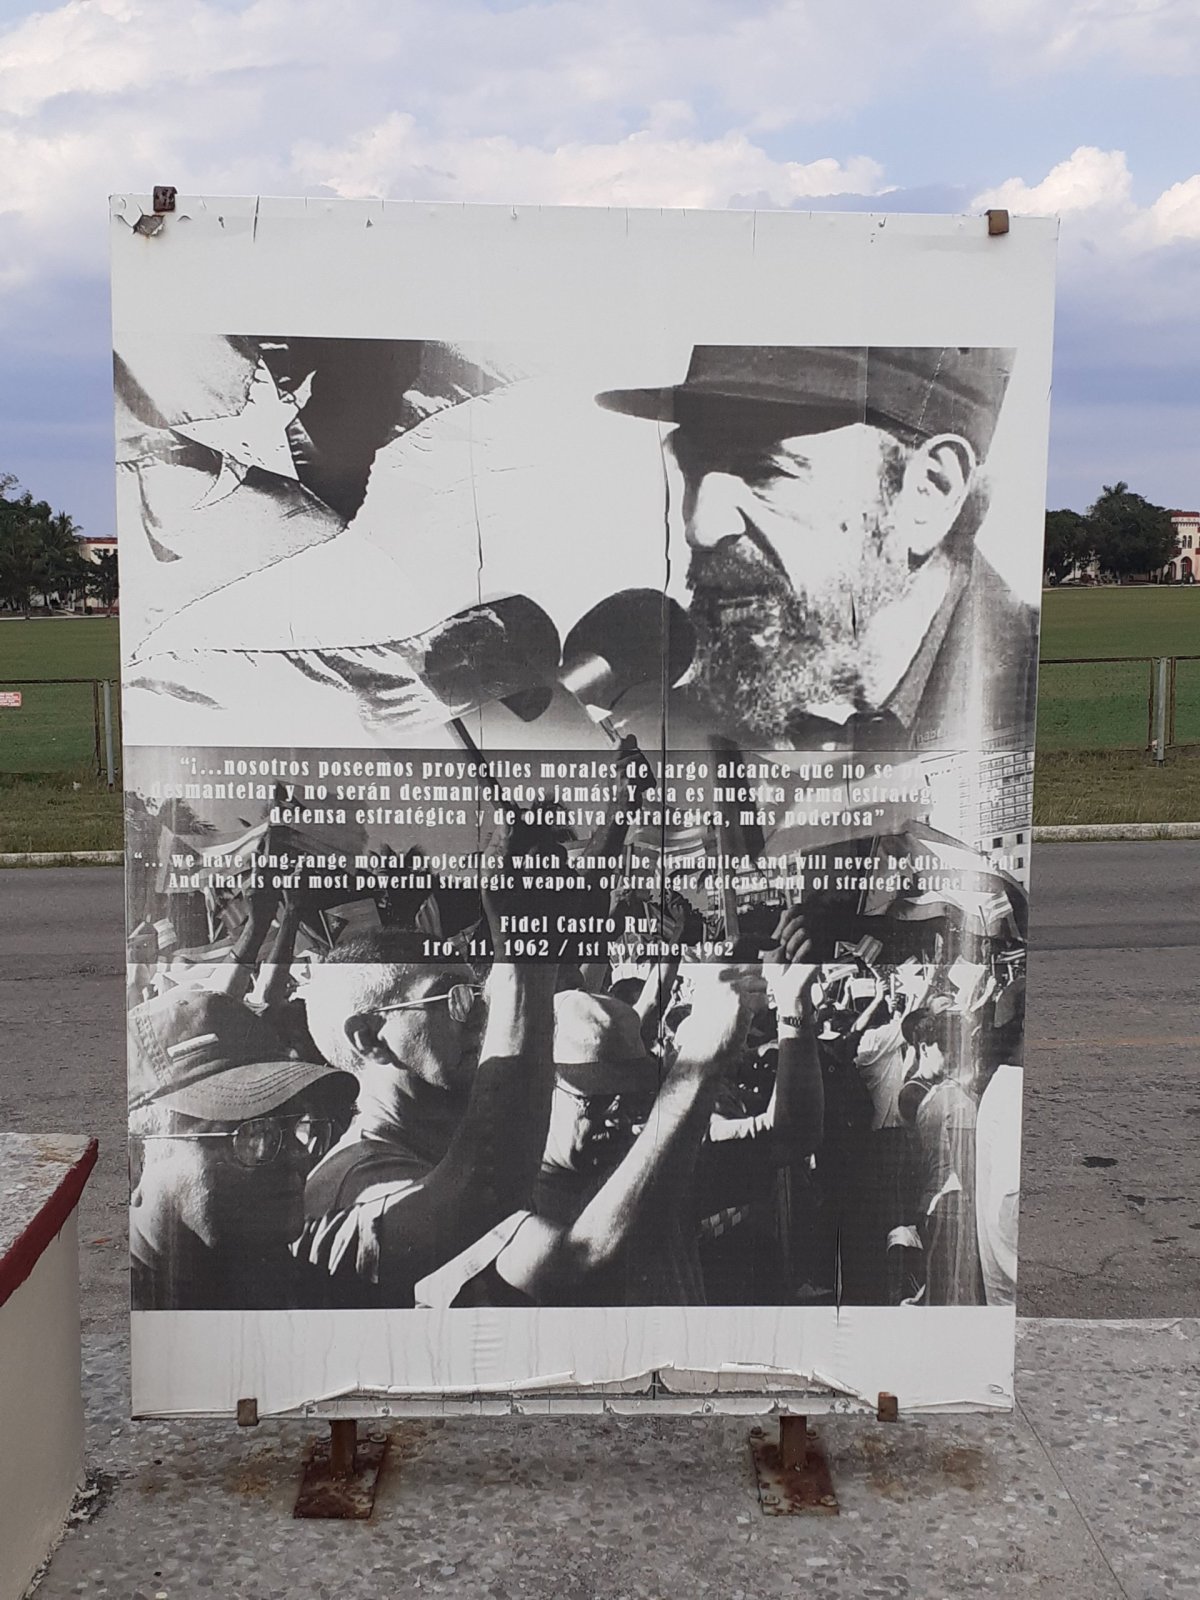 “¡...nosotros poseemos proyectiles morales de largo alcance que no se
desmantelar y no serán desmantelados jamás! Y esa es nuestra arma
defensa estratégica y de ofensiva estratégica, más poderosa”
“... we have long-range moral projectiles which cannot be dismantled and will never be
And that is our most powerful strategic weapon, of strategic defense and of strategic
Fidel Castro Ruz
1ro. 11. 1962 / 1st November 1962